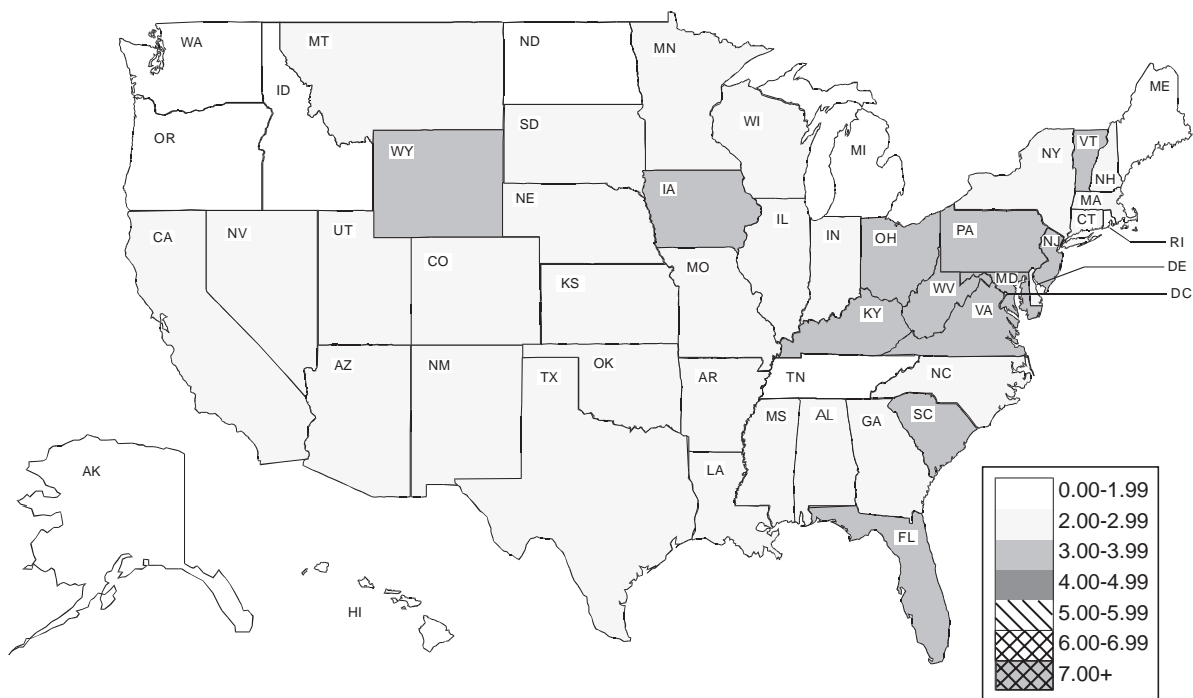 WA
MT
ND
MN
ME
ID
OR
SD
WI
MI
VT
NY
NH
WY
IA
NE
MA
CT
CA
NV
UT
CO
IL
IN
OH
PA
NJ
RI
DE
DC
MO
KS
WV
MD
KY
VA
AZ
NM
OK
TX
AR
TN
NC
MS
AL
GA
SC
LA
AK
FL
HI
0.00-1.99
2.00-2.99
3.00-3.99
4.00-4.99
5.00-5.99
6.00-6.99
7.00+